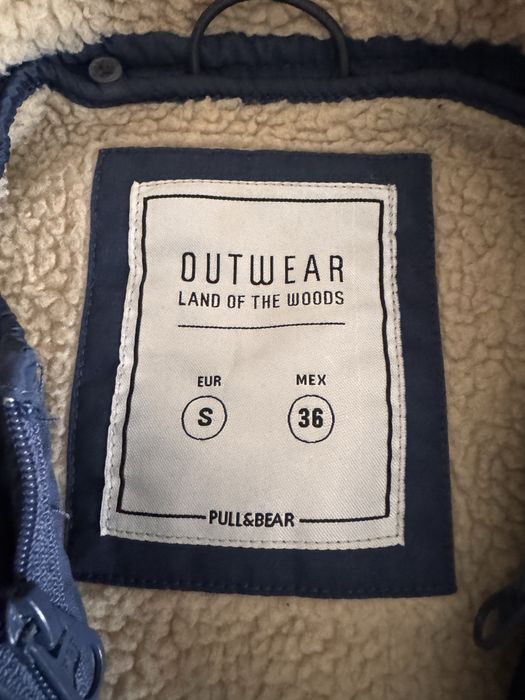 OUTWEAR
LAND OF THE WOODS
EUR MEX
S 36
PULL&BEAR